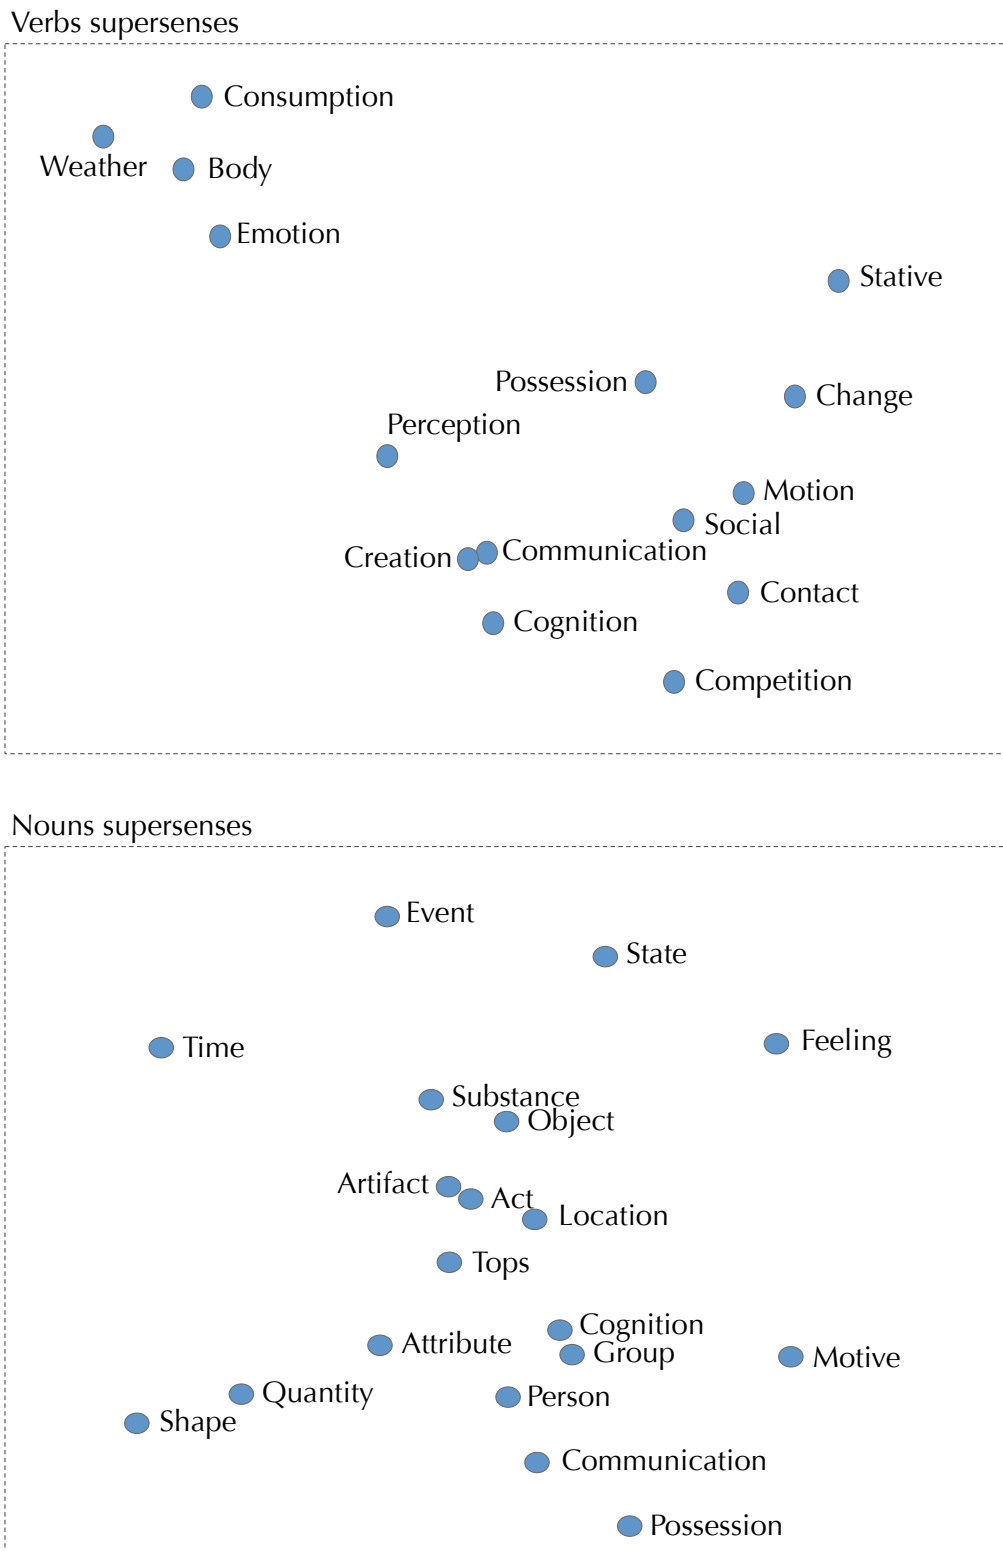 Verbs supersenses
Consumption
Weather
Body
Emotion
Stative
Possession
Change
Perception
Motion
Social
Communication
Creation
Contact
Cognition
Competition
Nouns supersenses
Event
State
Feeling
Time
Substance
Object
Artifact
Act
Location
Tops
Cognition
Attribute
Group
Motive
Quantity
Person
Shape
Communication
Possession